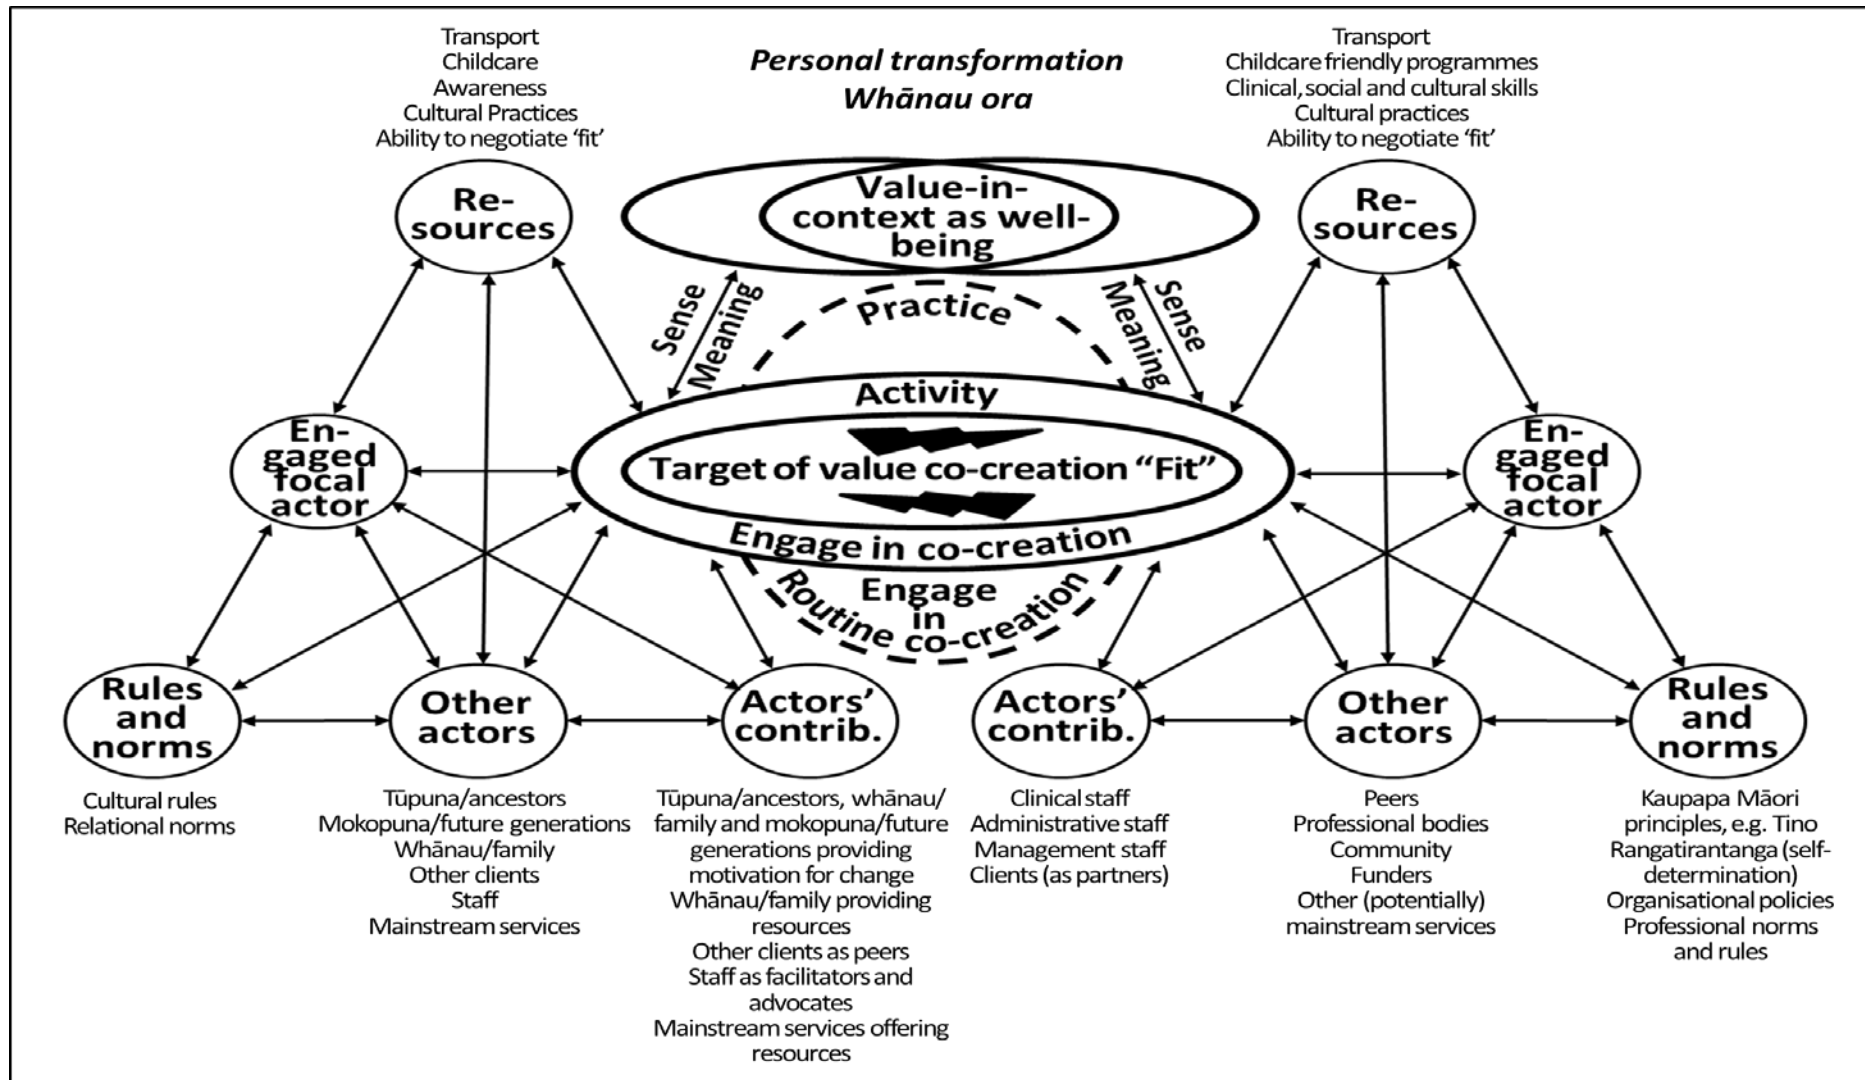 Transport
Childcare
Awareness
Cultural Practices
Ability to negotiate ‘fit’
Personal transformation
Whānau ora
Transport
Childcare friendly programmes
Clinical, social and cultural skills
Cultural practices
Ability to negotiate ‘fit’
Re-
sources
Value-in-
context as well-
being
Re-
sources
Sense
Meaning
Practice
Meaning
Sense
En-
gaged
focal
actor
Activity
Target of value co-creation “Fit”
Engage in co-creation
En-
gaged
focal
actor
Engage
in
Routine co-creation
Rules
and
norms
Other
actors
Actors’
contrib.
Actors’
contrib.
Other
actors
Rules
and
norms
Cultural rules
Relational norms
Tūpuna/ancestors
Mokopuna/future generations
Whānau/family
Other clients
Staff
Mainstream services
Tūpuna/ancestors, whānau/
family and mokopuna/future
generations providing
motivation for change
Whānau/family providing
resources
Other clients as peers
Staff as facilitators and
advocates
Mainstream services offering
resources
Clinical staff
Administrative staff
Management staff
Clients (as partners)
Peers
Professional bodies
Community
Funders
Other (potentially)
mainstream services
Kaupapa Māori
principles, e.g. Tino
Rangatirantanga (self-
determination)
Organisational policies
Professional norms
and rules